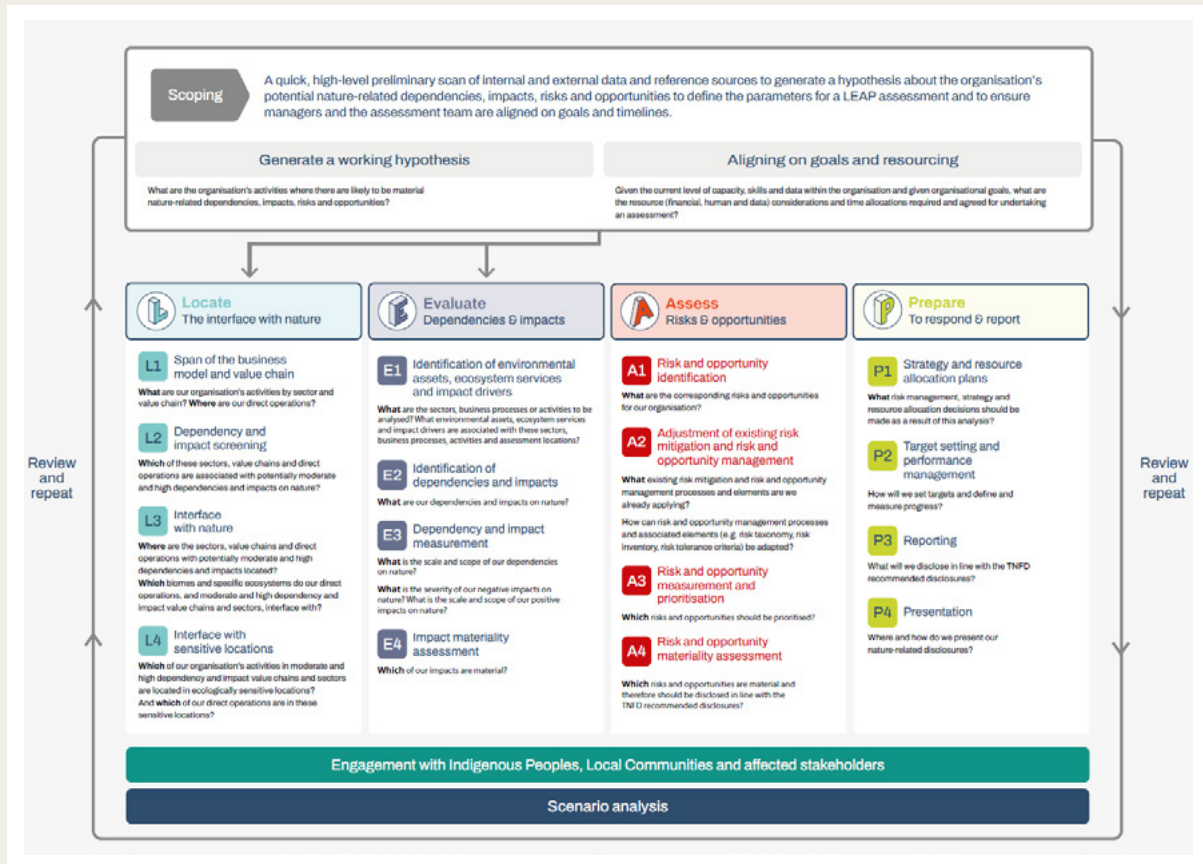 Scoping
A quick, high-level preliminary scan of internal and external data and reference sources to generate a hypothesis about the organisation's
potential nature-related dependencies, impacts, risks and opportunities to define the parameters for a LEAP assessment and to ensure
managers and the assessment team are aligned on goals and timelines.
Generate a working hypothesis
What are the organisation's activities where there are likely to be material
nature-related dependencies, impacts, risks and opportunities?
Aligning on goals and resourcing
Given the current level of capacity, skills and data within the organisation and given organisational goals, what are
the resource (financial, human and data) considerations and time allocations required and agreed for undertaking
an assessment?
Review
and
repeat
L
Locate
The interface with nature
L1
Span of the business
model and value chain
What are our organisation's activities by sector and
value chain? Where are our direct operations?
L2
Dependency and
impact screening
Which of these sectors, value chains and direct
operations are associated with potentially moderate
and high dependencies and impacts on nature?
L3
Interface
with nature
Where are the sectors, value chains and direct
operations with potentially moderate and high
dependencies and impacts located?
Which biomes and specific ecosystems do our direct
operations, and moderate and high dependency and
impact value chains and sectors, interface with?
L4
Interface with
sensitive locations
Which of our organisation's activities in moderate and
high dependency and impact value chains and sectors
are located in ecologically sensitive locations?
And which of our direct operations are in these
sensitive locations?
E
Evaluate
Dependencies & impacts
E1
Identification of environmental
assets, ecosystem services
and impact drivers
What are the sectors, business processes or activities to be
analysed? What environmental assets, ecosystem services
and impact drivers are associated with these sectors,
business processes, activities and assessment locations?
E2
Identification of
dependencies and impacts
What are our dependencies and impacts on nature?
E3
Dependency and impact
measurement
What is the scale and scope of our dependencies
on nature?
What is the severity of our negative impacts on
nature? What is the scale and scope of our positive
impacts on nature?
E4
Impact materiality
assessment
Which of our impacts are material?
A
Assess
Risks & opportunities
A1
Risk and opportunity
identification
What are the corresponding risks and opportunities
for our organisation?
A2
Adjustment of existing risk
mitigation and risk and
opportunity management
What existing risk mitigation and risk and opportunity
management processes and elements are we
already applying?
How can risk and opportunity management processes
and associated elements (e.g. risk taxonomy, risk
inventory, risk tolerance criteria) be adapted?
A3
Risk and opportunity
measurement and
prioritisation
Which risks and opportunities should be prioritised?
A4
Risk and opportunity
materiality assessment
Which risks and opportunities are material and
therefore should be disclosed in line with the
TNFD recommended disclosures?
P
Prepare
To respond & report
P1
Strategy and resource
allocation plans
What risk management, strategy and
resource allocation decisions should be
made as a result of this analysis?
P2
Target setting and
performance
management
How will we set targets and define and
measure progress?
P3
Reporting
What will we disclose in line with the TNFD
recommended disclosures?
P4
Presentation
Where and how do we present our
nature-related disclosures?
Review
and
repeat
Engagement with Indigenous Peoples, Local Communities and affected stakeholders
Scenario analysis